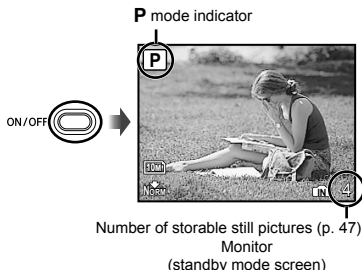 P mode indicator
P
ON/OFF
10M
NORM
IN 4
Number of storable still pictures (p. 47)
Monitor
(standby mode screen)